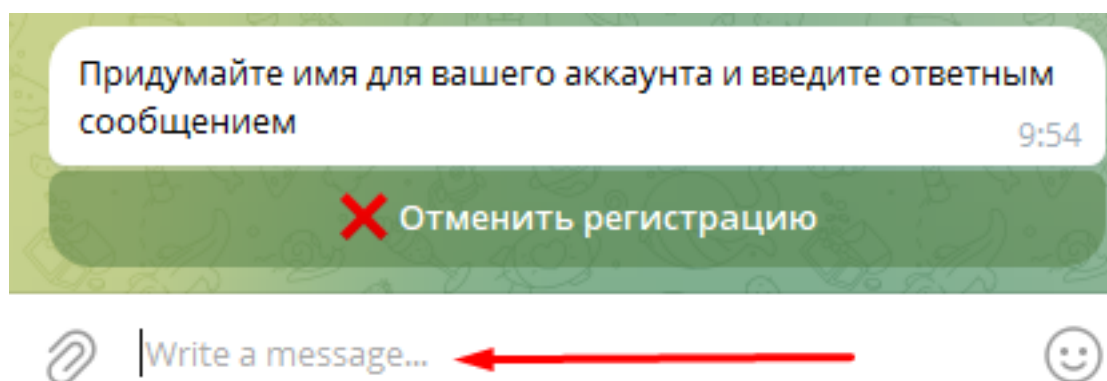 Придумайте имя для вашего аккаунта и введите ответным
сообщением
9:54
Отменить регистрацию
Write a message...